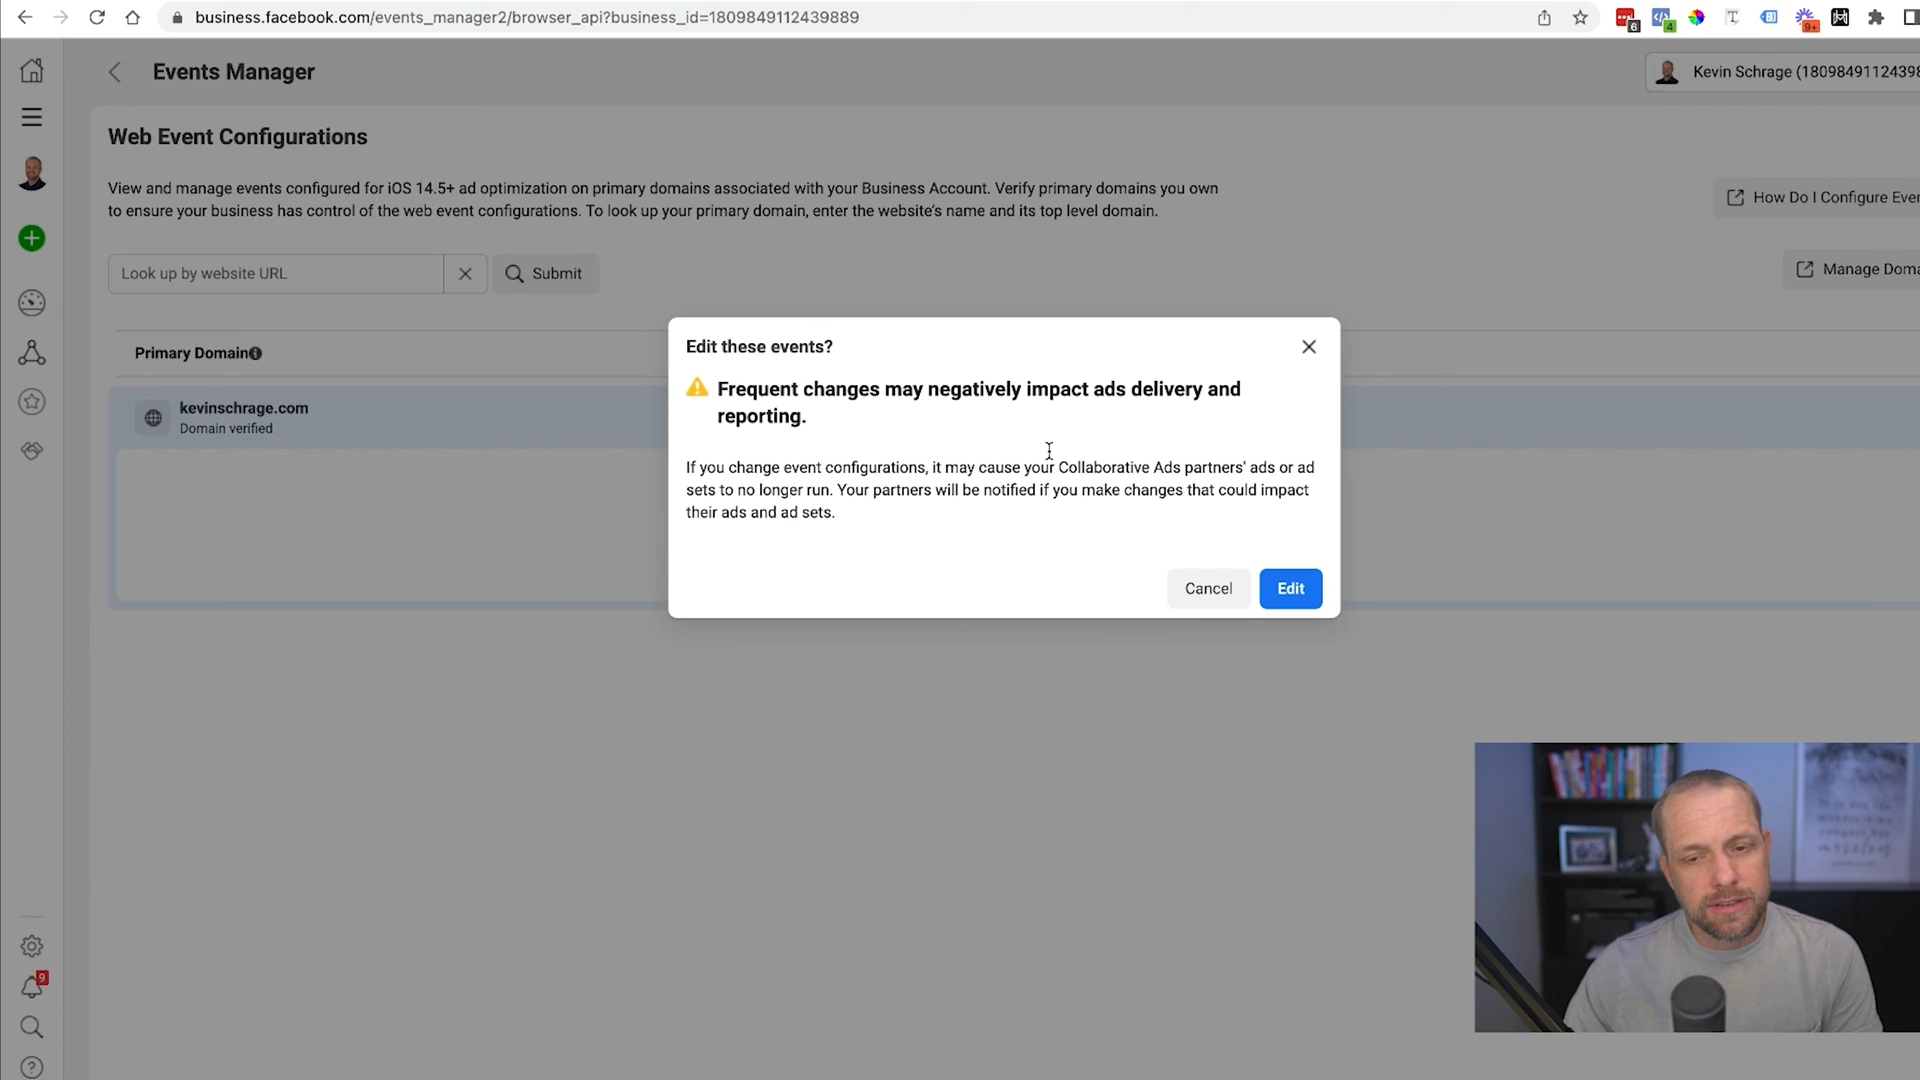 business.facebook.com/events_manager2/browser_api?business_id=1809849112439889
6
4
9+
Events Manager
Kevin Schrage (18098491124398
Web Event Configurations
View and manage events configured for iOS 14.5+ ad optimization on primary domains associated with your Business Account. Verify primary domains you own
to ensure your business has control of the web event configurations. To look up your primary domain, enter the website's name and its top level domain.
How Do I Configure Ever
Look up by website URL
Submit
Manage Doma
Primary Domain
kevinschrage.com
Domain verified
Edit these events?
Frequent changes may negatively impact ads delivery and
reporting.
If you change event configurations, it may cause your Collaborative Ads partners' ads or ad
sets to no longer run. Your partners will be notified if you make changes that could impact
their ads and ad sets.
Cancel
Edit
9